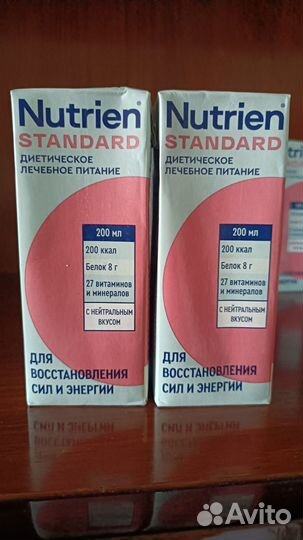 Nutrien®
STANDARD
ДИЕТИЧЕСКОЕ
ЛЕЧЕБНОЕ ПИТАНИЕ
200 мл
200 ккал
Белок 8 г
27 витаминов
и минералов
С НЕЙТРАЛЬНЫМ
ВКУСОМ
ДЛЯ
ВОССТАНОВЛЕНИЯ
СИЛ И ЭНЕРГИИ
Nutrien®
STANDARD
ДИЕТИЧЕСКОЕ
ЛЕЧЕБНОЕ ПИТАНИЕ
200 мл
200 ккал
Белок 8 г
27 витаминов
и минералов
С НЕЙТРАЛЬНЫМ
ВКУСОМ
ДЛЯ
ВОССТАНОВЛЕНИЯ
СИЛ И ЭНЕРГИИ
Avito